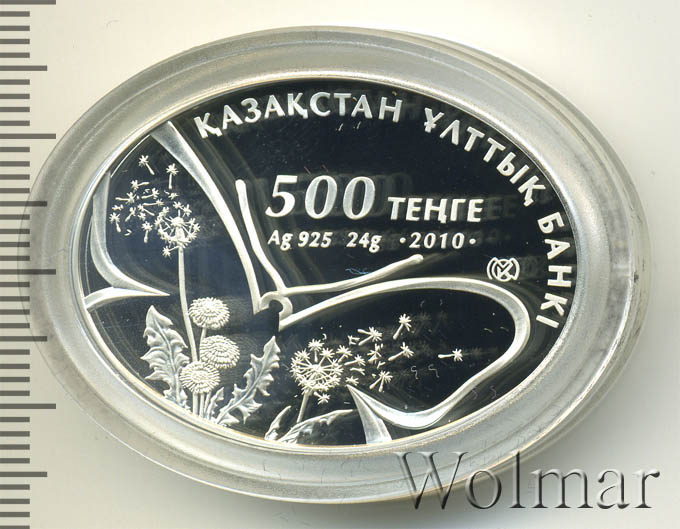 ҚАЗАҚСТАН ҰЛТТЫҚ БАНКІ
500 ТЕҢГЕ
Ag 925 24g ·2010·
Wolmar